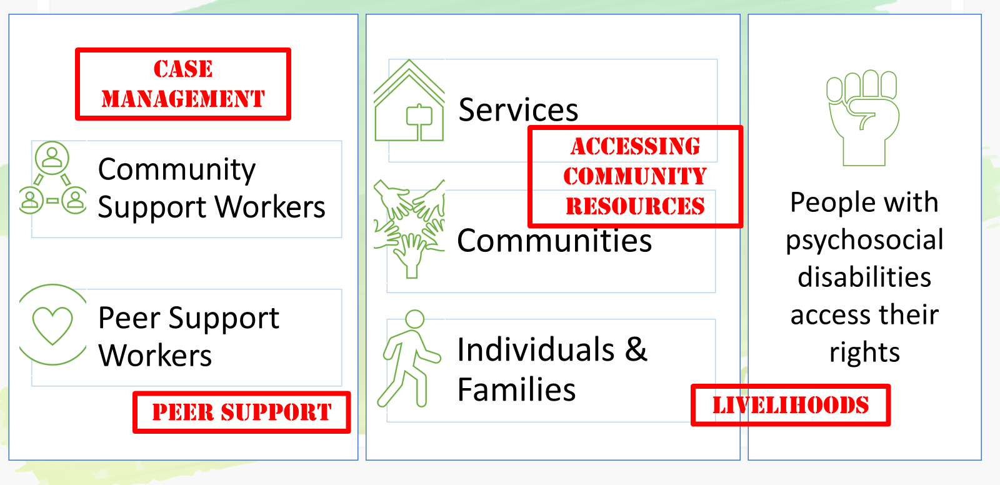 CASE
MANAGEMENT
Community
Support Workers
Peer Support
Workers
PEER SUPPORT
Services
ACCESSING
COMMUNITY
RESOURCES
Communities
Individuals &
Families
People with
psychosocial
disabilities
access their
rights
LIVELIHOODS